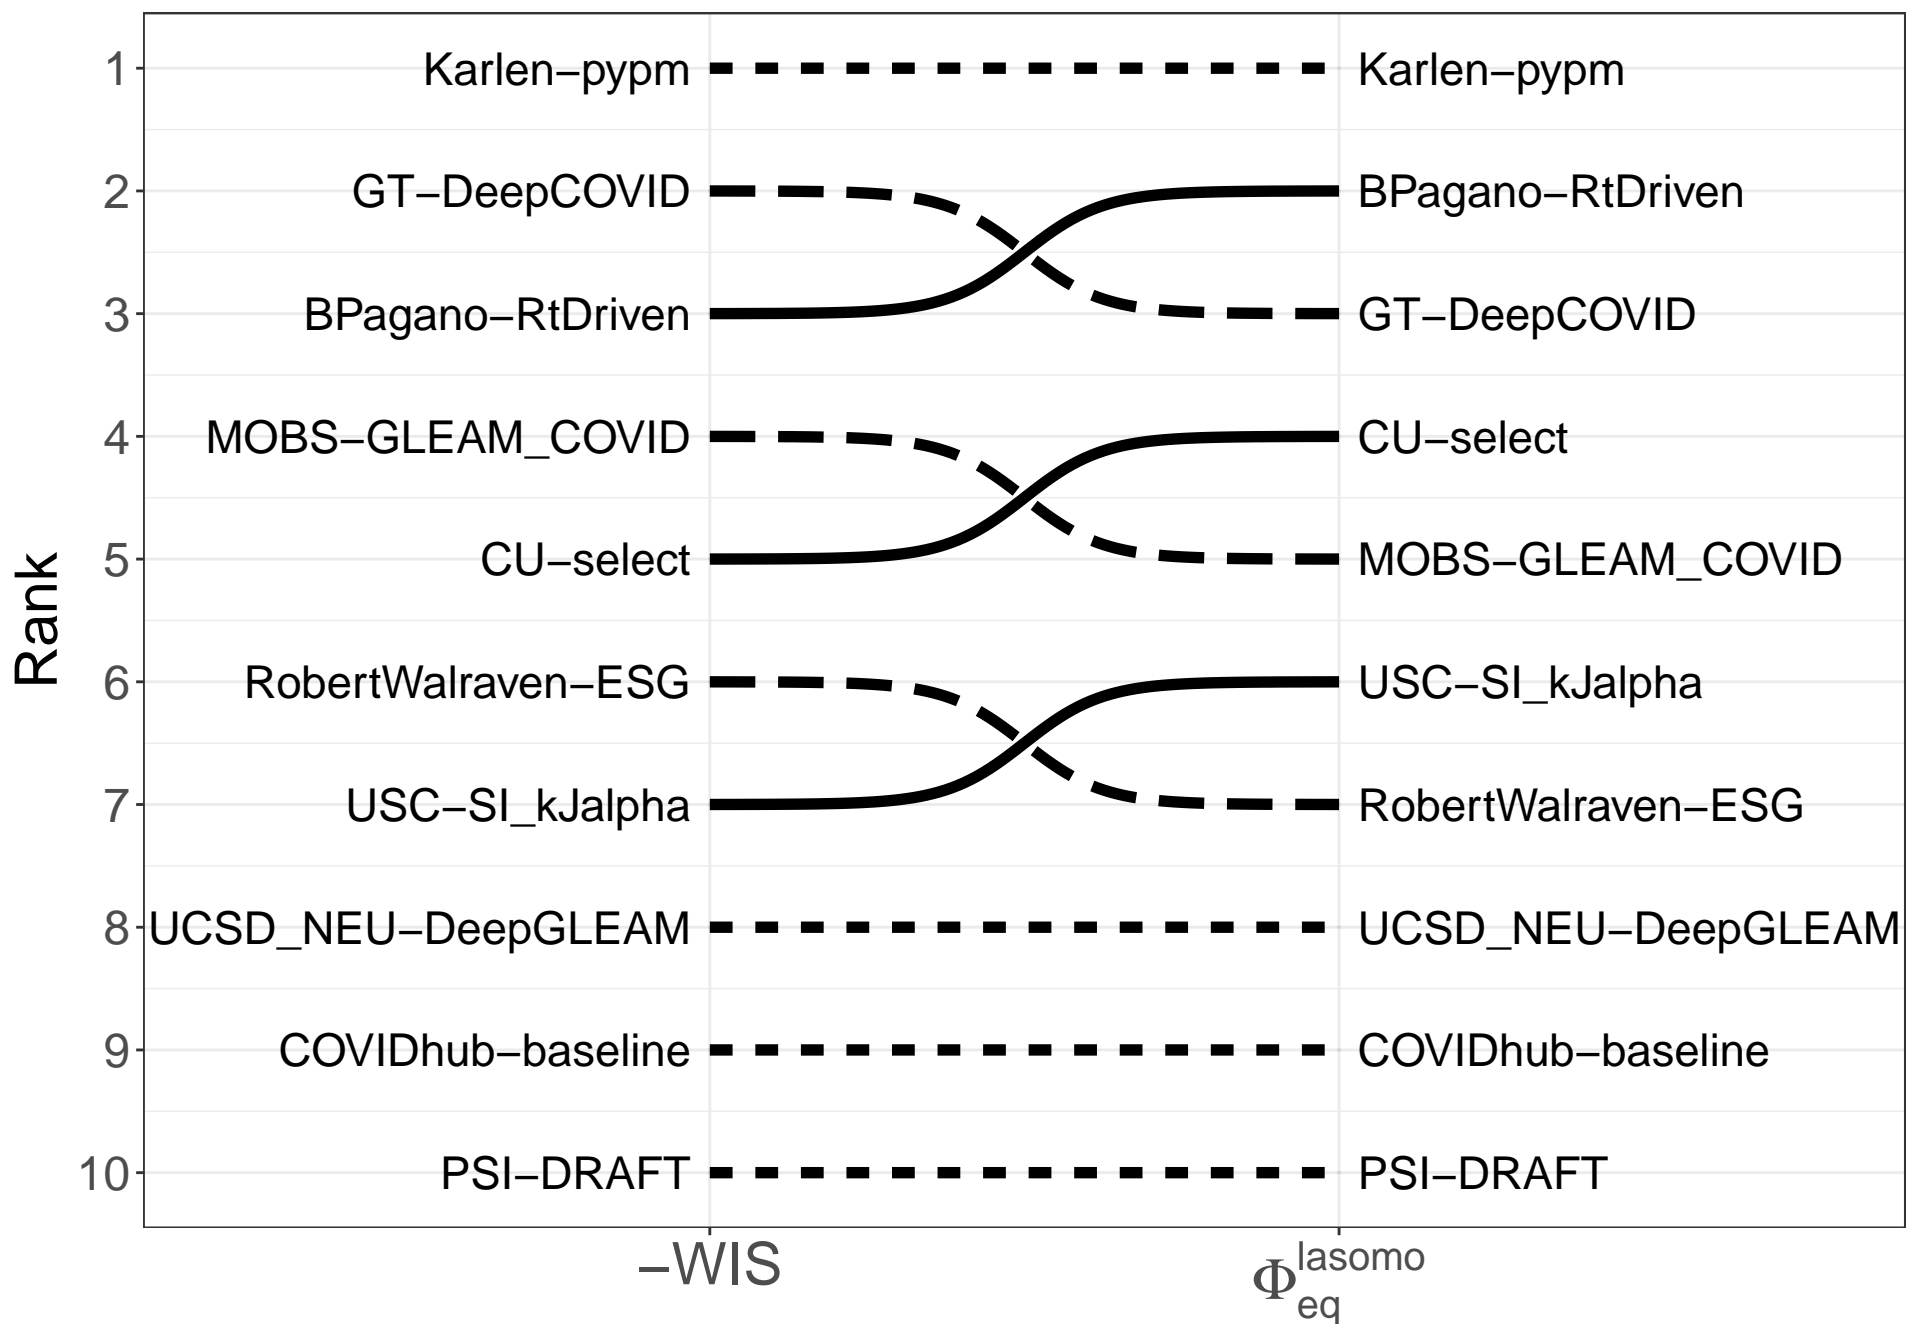 Rank
1 Karlen–pypm Karlen–pypm
2 GT–DeepCOVID BPagano–RtDriven
3 BPagano–RtDriven GT–DeepCOVID
4 MOBS–GLEAM_COVID CU–select
5 CU–select MOBS–GLEAM_COVID
6 RobertWalraven–ESG USC–SI_kJalpha
7 USC–SI_kJalpha RobertWalraven–ESG
8 UCSD_NEU–DeepGLEAM UCSD_NEU–DeepGLEAM
9 COVIDhub–baseline COVIDhub–baseline
10 PSI–DRAFT PSI–DRAFT
–WIS Φ lasomo eq